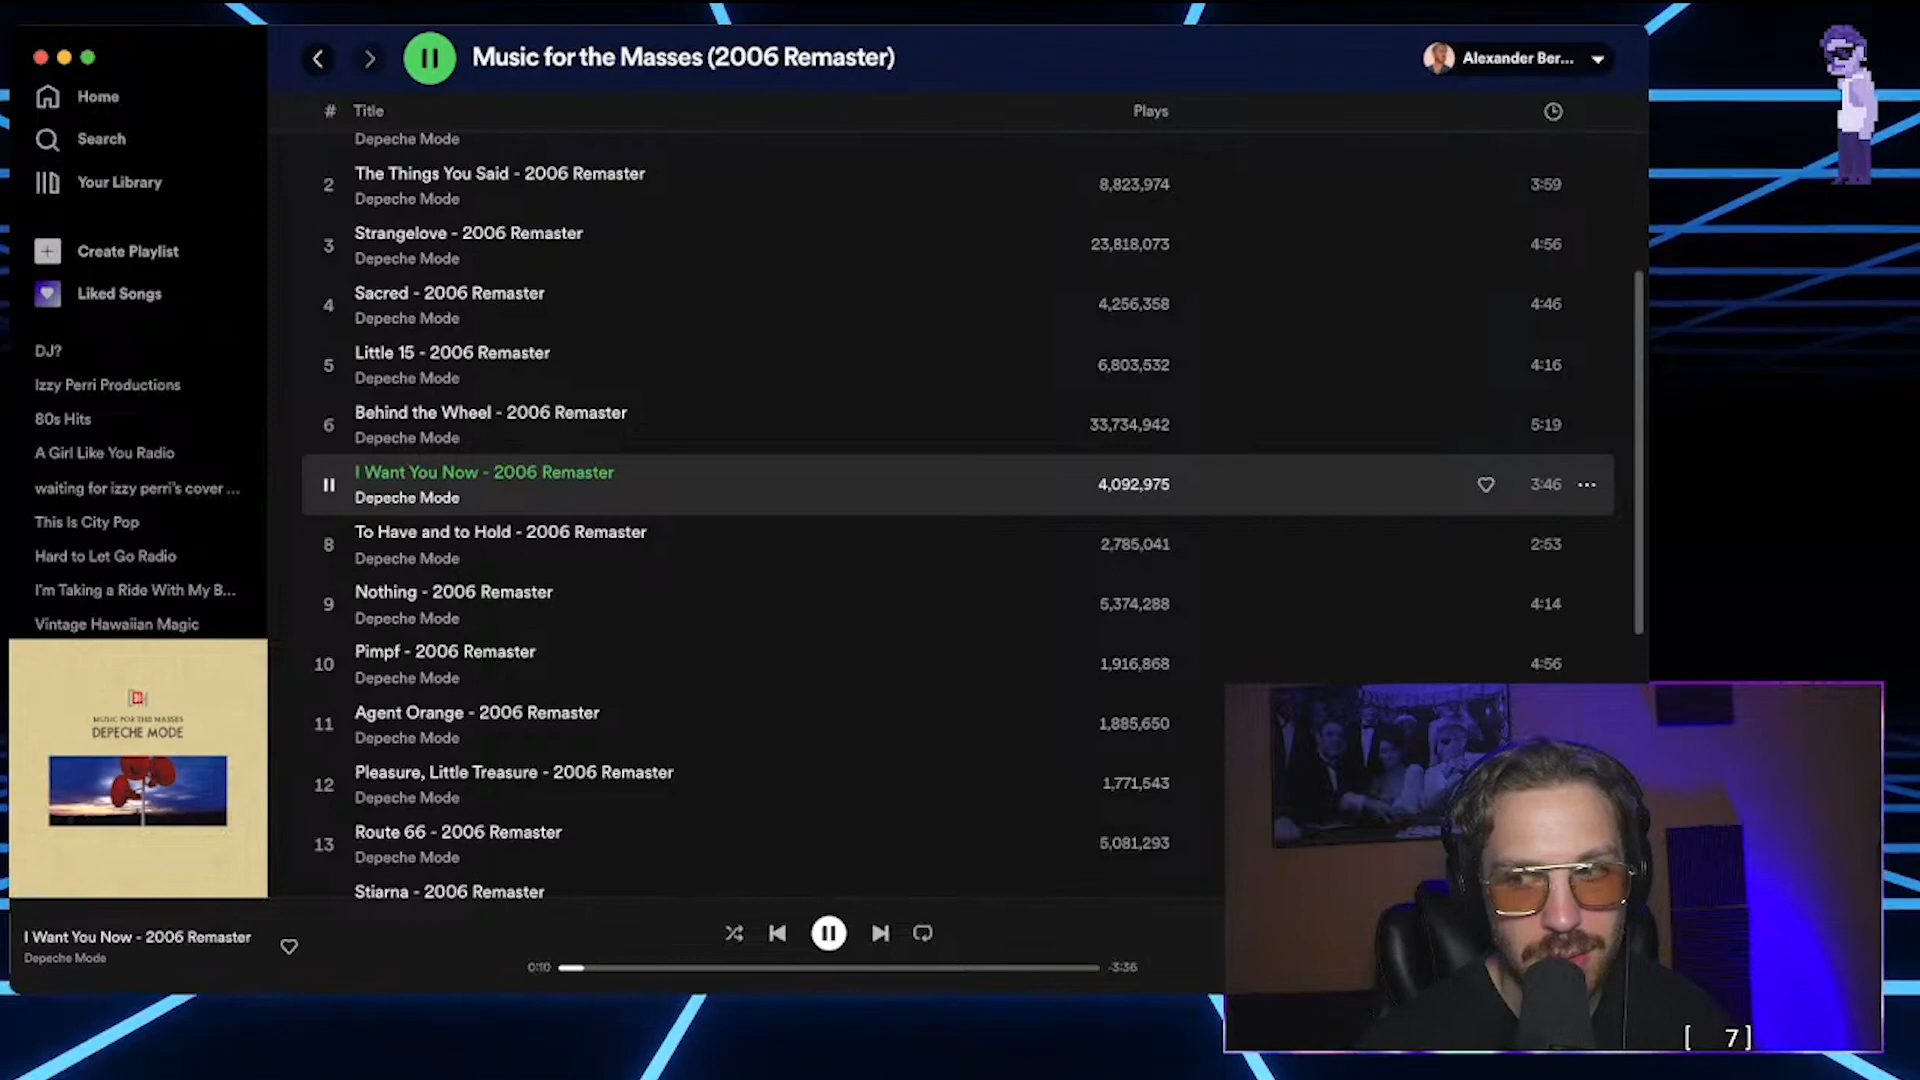 Music for the Masses (2006 Remaster)
Alexander Ber...
Home
Search
Your Library
Create Playlist
Liked Songs
DJ?
Izzy Perri Productions
80s Hits
A Girl Like You Radio
waiting for izzy perri's cover ...
This Is City Pop
Hard to Let Go Radio
I'm Taking a Ride With My B...
Vintage Hawaiian Magic
MUSIC FOR THE MASSES
DEPECHE MODE
# Title Plays
Depeche Mode
2 The Things You Said - 2006 Remaster 8,823,974 3:59
Depeche Mode
3 Strangelove - 2006 Remaster 23,818,073 4:56
Depeche Mode
4 Sacred - 2006 Remaster 4,256,358 4:46
Depeche Mode
5 Little 15 - 2006 Remaster 6,803,532 4:16
Depeche Mode
6 Behind the Wheel - 2006 Remaster 33,734,942 5:19
Depeche Mode
I Want You Now - 2006 Remaster 4,092,975 3:46 ...
Depeche Mode
8 To Have and to Hold - 2006 Remaster 2,785,041 2:53
Depeche Mode
9 Nothing - 2006 Remaster 5,374,288 4:14
Depeche Mode
10 Pimpf - 2006 Remaster 1,916,868 4:56
Depeche Mode
11 Agent Orange - 2006 Remaster 1,885,650
Depeche Mode
12 Pleasure, Little Treasure - 2006 Remaster 1,771,543
Depeche Mode
13 Route 66 - 2006 Remaster 5,081,293
Depeche Mode
Stjarna - 2006 Remaster
I Want You Now - 2006 Remaster
Depeche Mode
0:10 -3:36
[ 7]